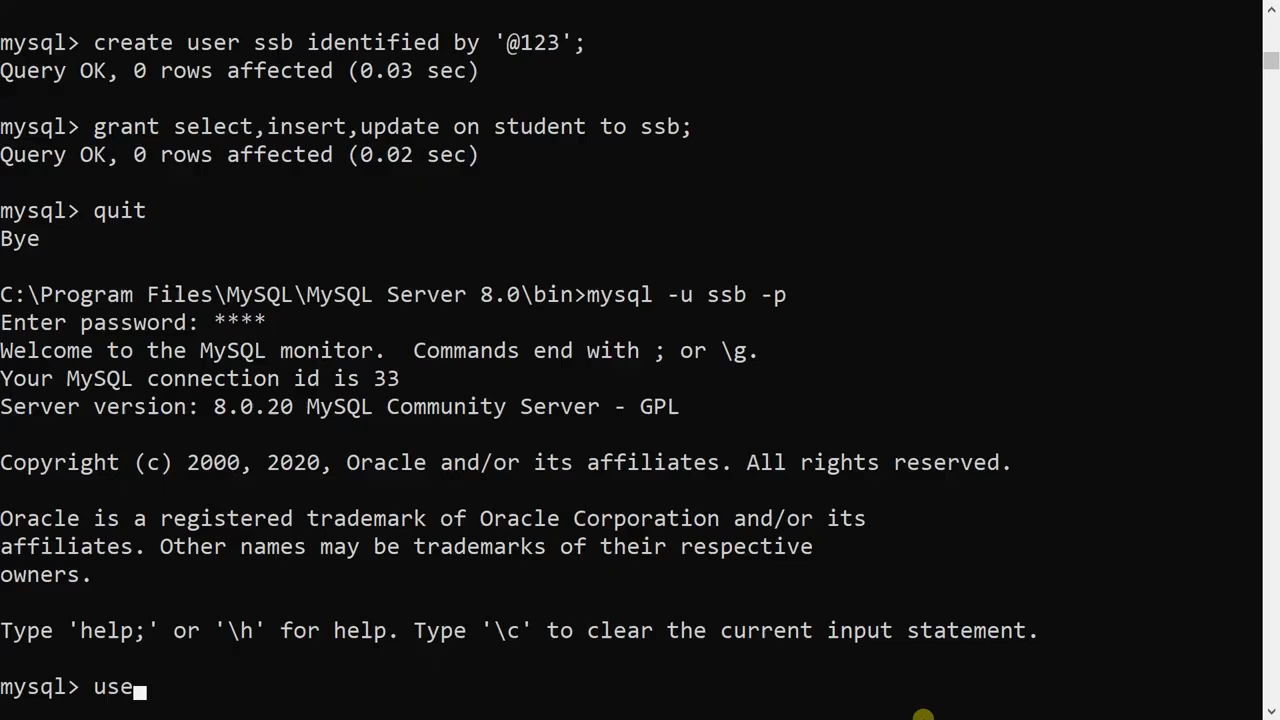 mysql> create user ssb identified by '@123';
Query OK, 0 rows affected (0.03 sec)
mysql> grant select,insert,update on student to ssb;
Query OK, 0 rows affected (0.02 sec)
mysql> quit
Bye
C:\Program Files\MySQL\MySQL Server 8.0\bin>mysql -u ssb -p
Enter password: ****
Welcome to the MySQL monitor.  Commands end with ; or \g.
Your MySQL connection id is 33
Server version: 8.0.20 MySQL Community Server - GPL
Copyright (c) 2000, 2020, Oracle and/or its affiliates. All rights reserved.
Oracle is a registered trademark of Oracle Corporation and/or its
affiliates. Other names may be trademarks of their respective
owners.
Type 'help;' or '\h' for help. Type '\c' to clear the current input statement.
mysql> use